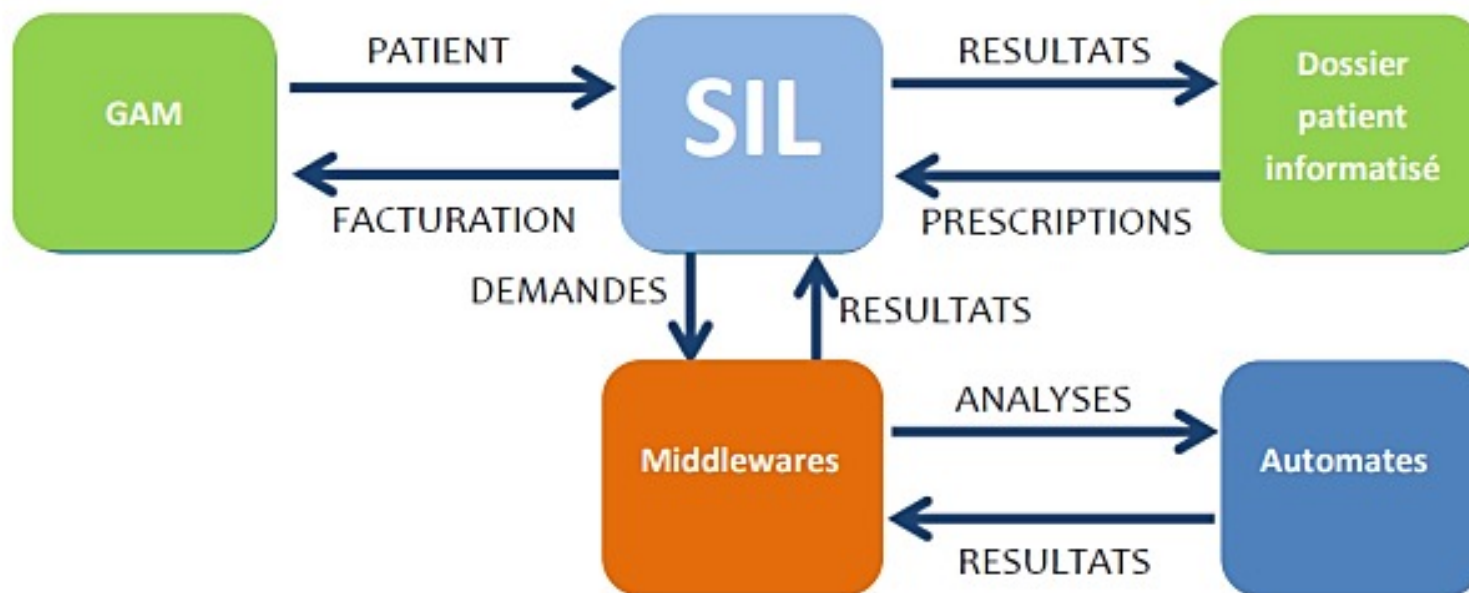 PATIENT
RESULTATS
GAM
SIL
Dossier
patient
informatisé
FACTURATION
PRESCRIPTIONS
DEMANDES
RESULTATS
Middlewares
ANALYSES
Automates
RESULTATS